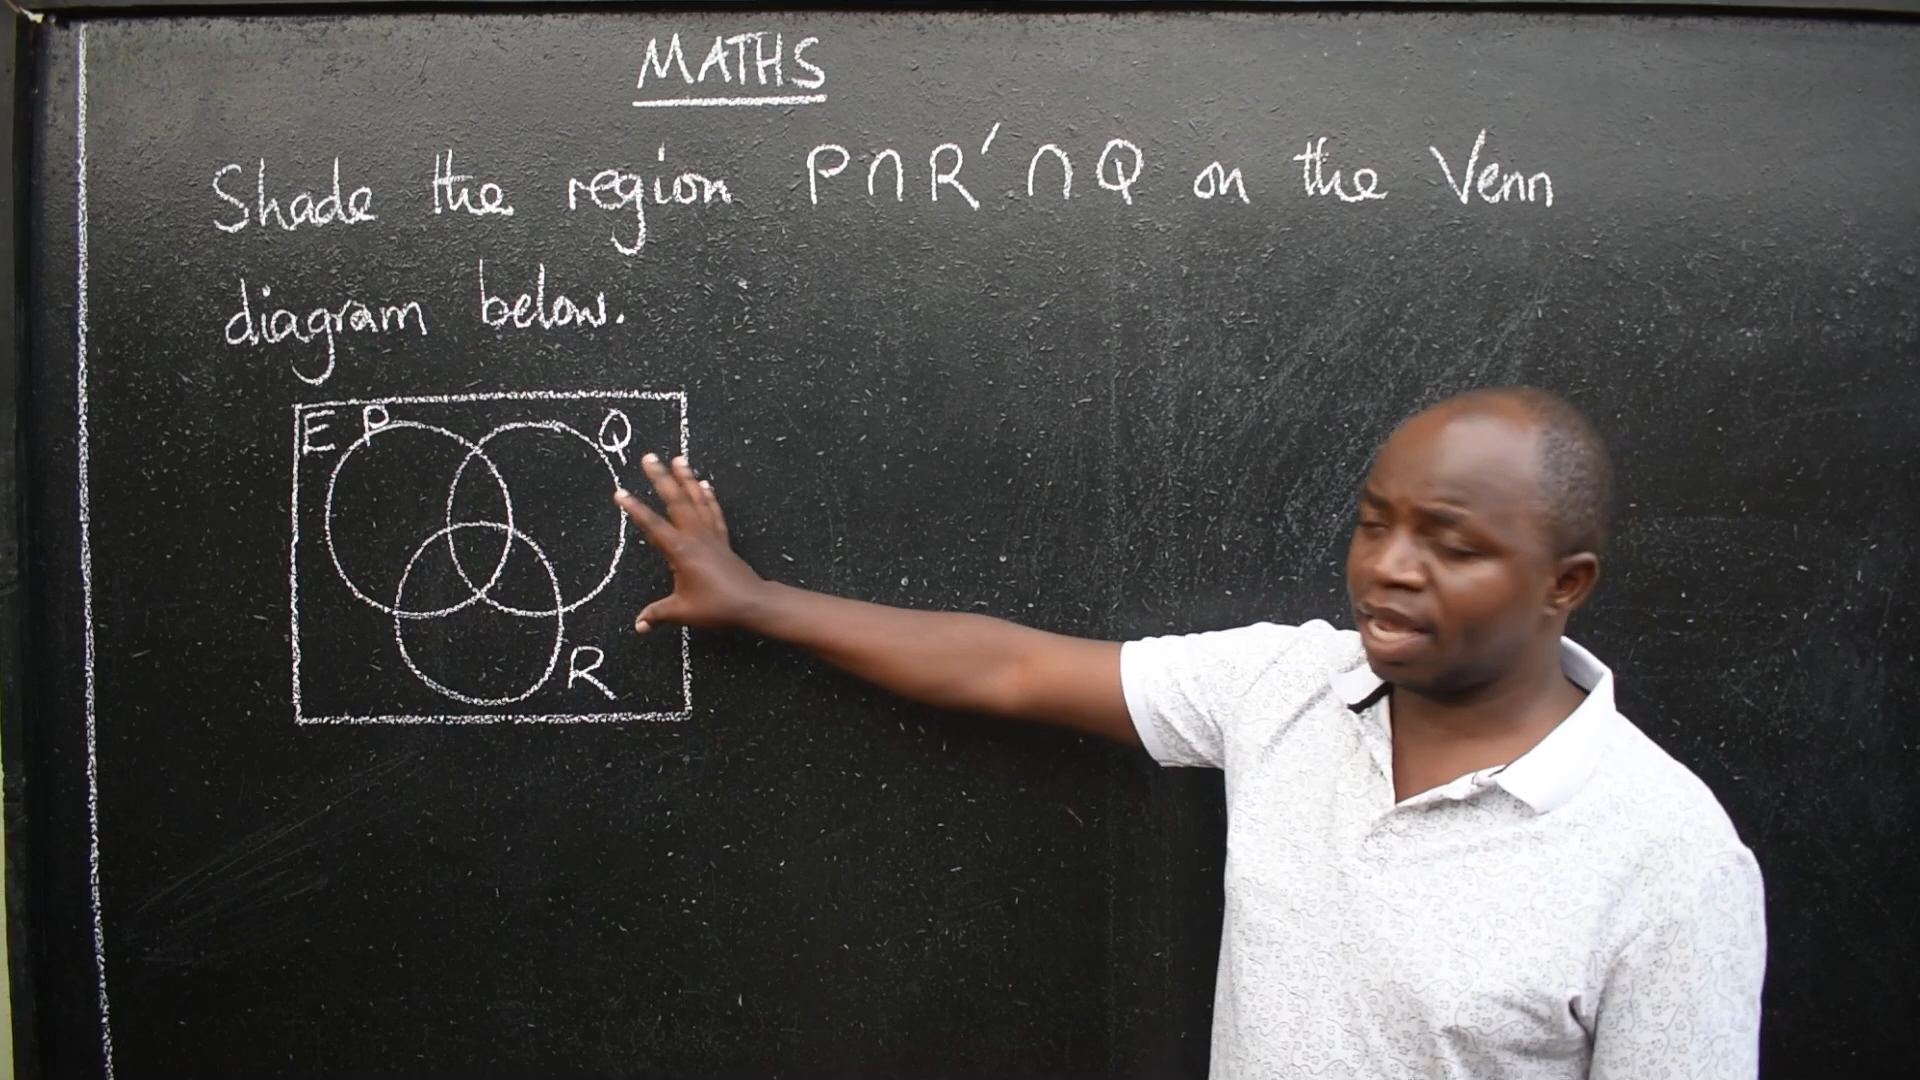 MATHS
Shade the region P∩R′∩Q on the Venn
diagram below.
E P Q
R